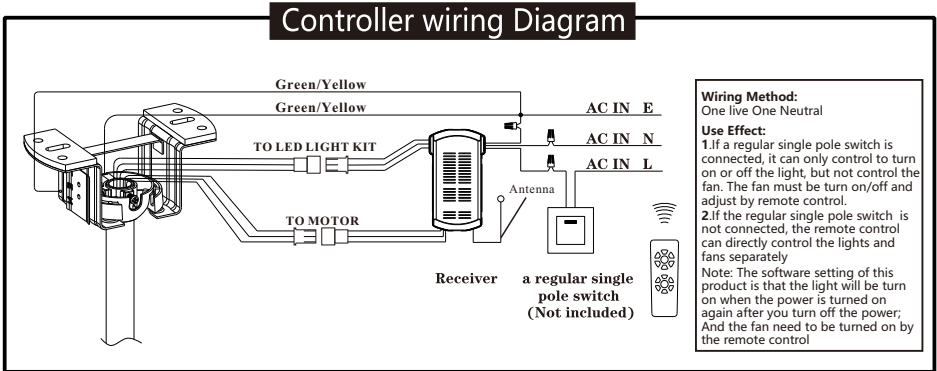 Controller wiring Diagram
Green/Yellow
Green/Yellow
AC IN E
TO LED LIGHT KIT
AC IN N
AC IN L
Antenna
TO MOTOR
Receiver
a regular single
pole switch
(Not included)
Wiring Method:
One live One Neutral
Use Effect:
1.If a regular single pole switch is
connected, it can only control to turn
on or off the light, but not control the
fan. The fan must be turn on/off and
adjust by remote control.
2.If the regular single pole switch is
not connected, the remote control
can directly control the lights and
fans separately
Note: The software setting of this
product is that the light will be turn
on when the power is turned on
again after you turn off the power;
And the fan need to be turned on by
the remote control